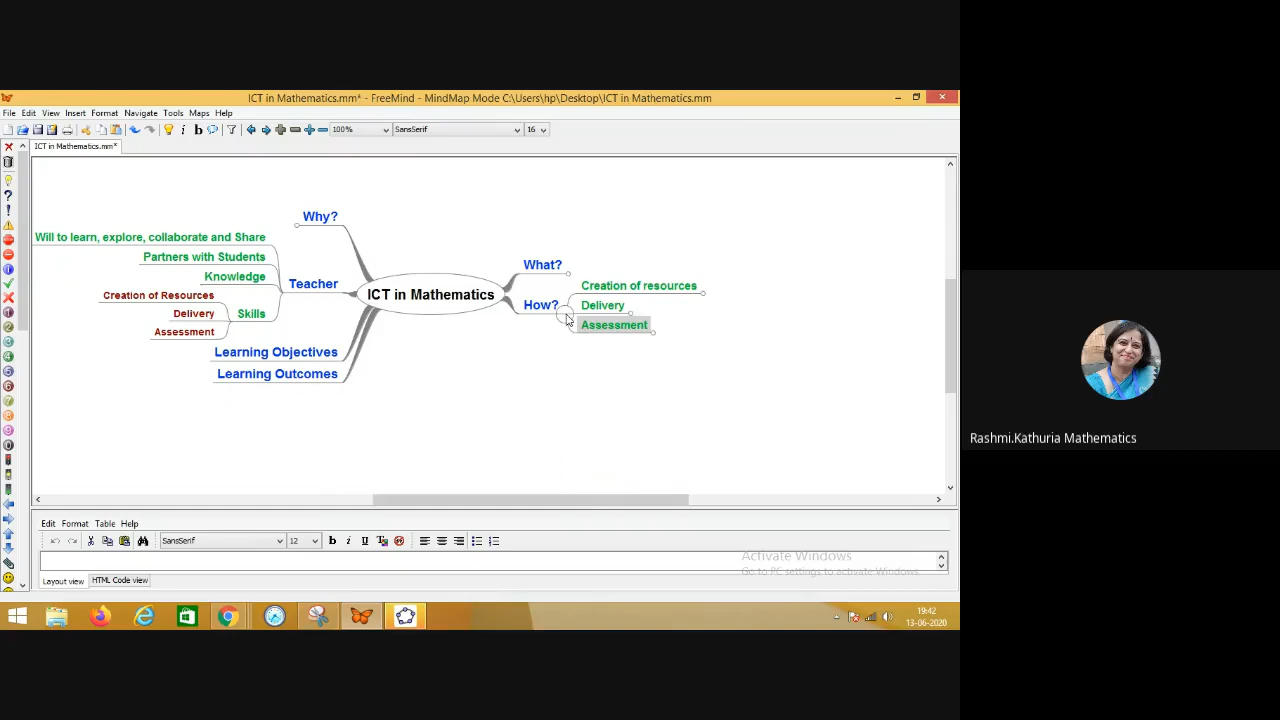 ICT in Mathematics.mm* - FreeMind - MindMap Mode C:\Users\hp\Desktop\ICT in Mathematics.mm
File Edit View Insert Format Navigate Tools Maps Help
100% SansSerif 16
ICT in Mathematics.mm*
Why?
Will to learn, explore, collaborate and Share
Partners with Students
Knowledge
Teacher
Creation of Resources
Delivery
Skills
Assessment
Learning Objectives
Learning Outcomes
ICT in Mathematics
What?
Creation of resources
How?
Delivery
Assessment
Rashmi.Kathuria Mathematics
Edit Format Table Help
SansSerif 12
Activate Windows
Go to PC settings to activate Windows.
Layout view HTML Code view
19:42
13-06-2020